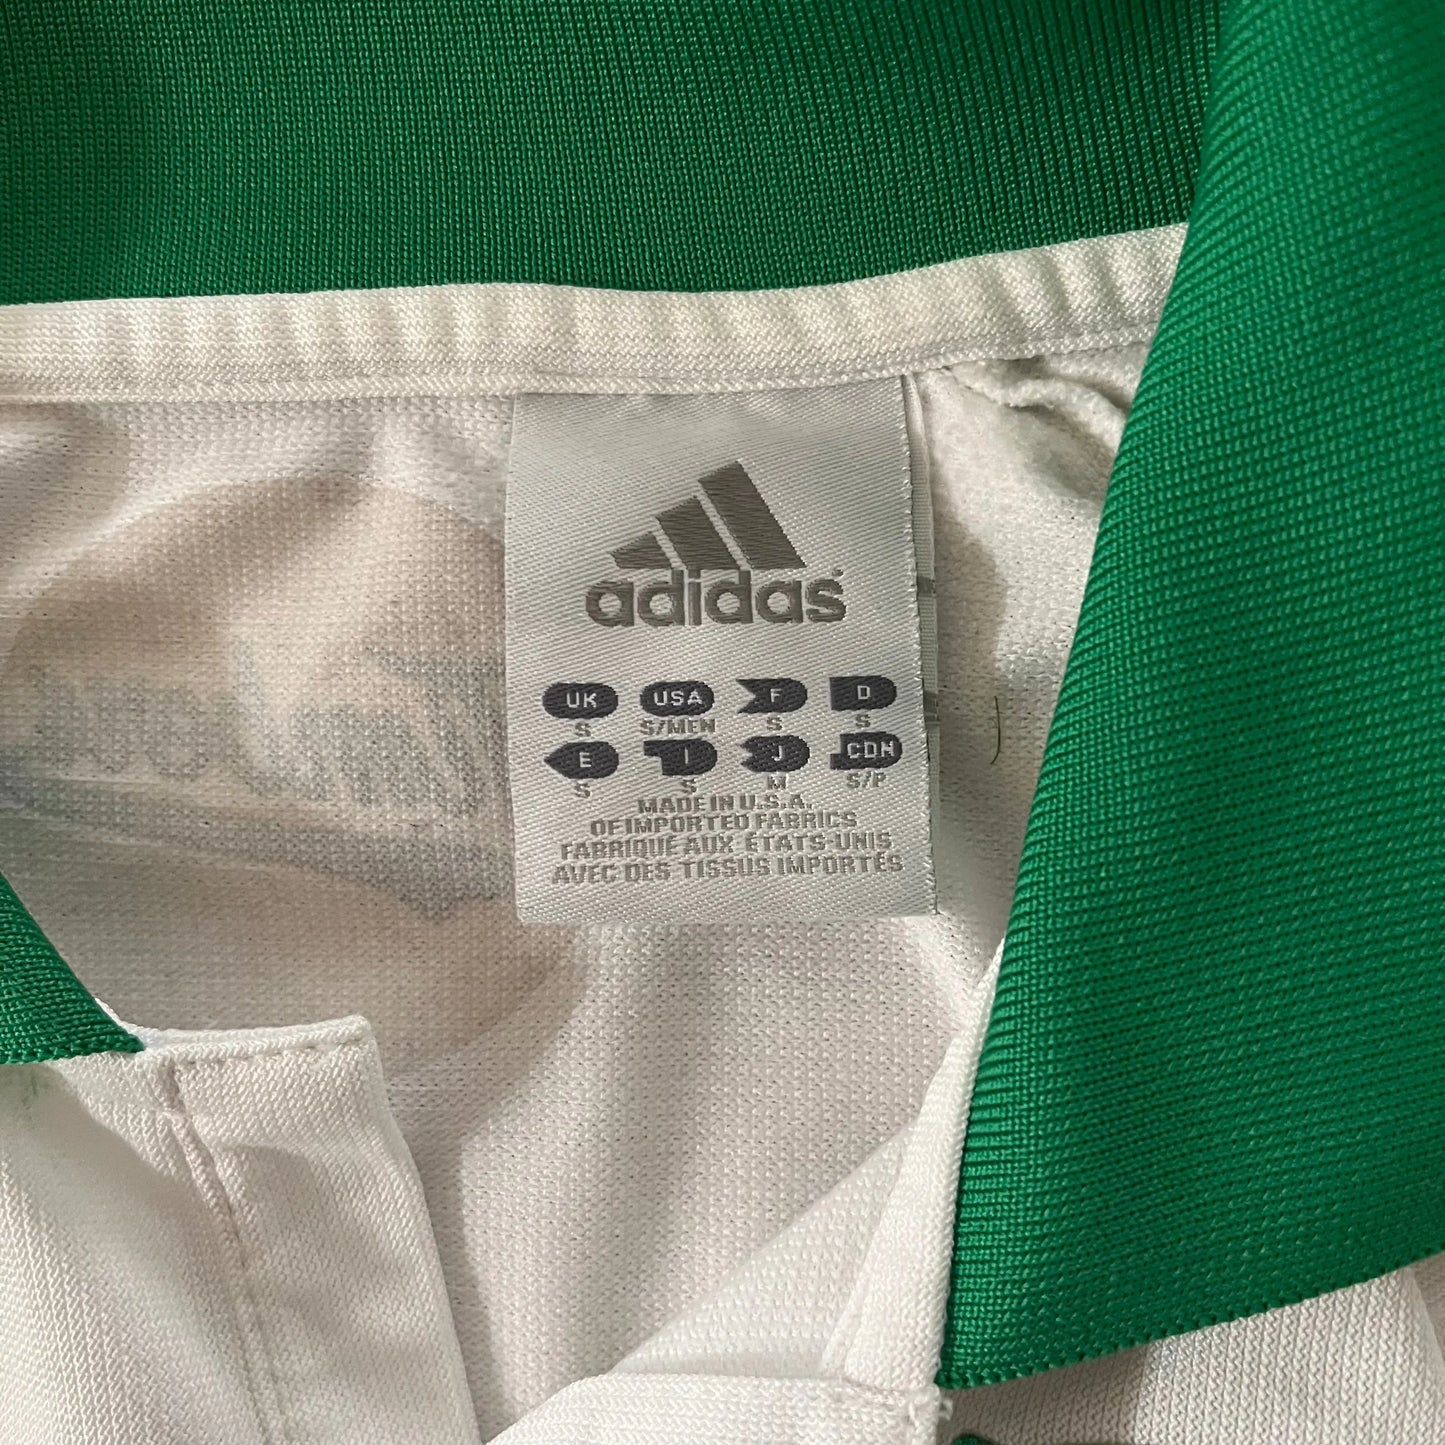 adidas
UK USA F D
S S/MEN S S
E I J CDN
S S M S/P
MADE IN U.S.A.
OF IMPORTED FABRICS
FABRIQUÉ AUX ÉTATS-UNIS
AVEC DES TISSUS IMPORTÉS